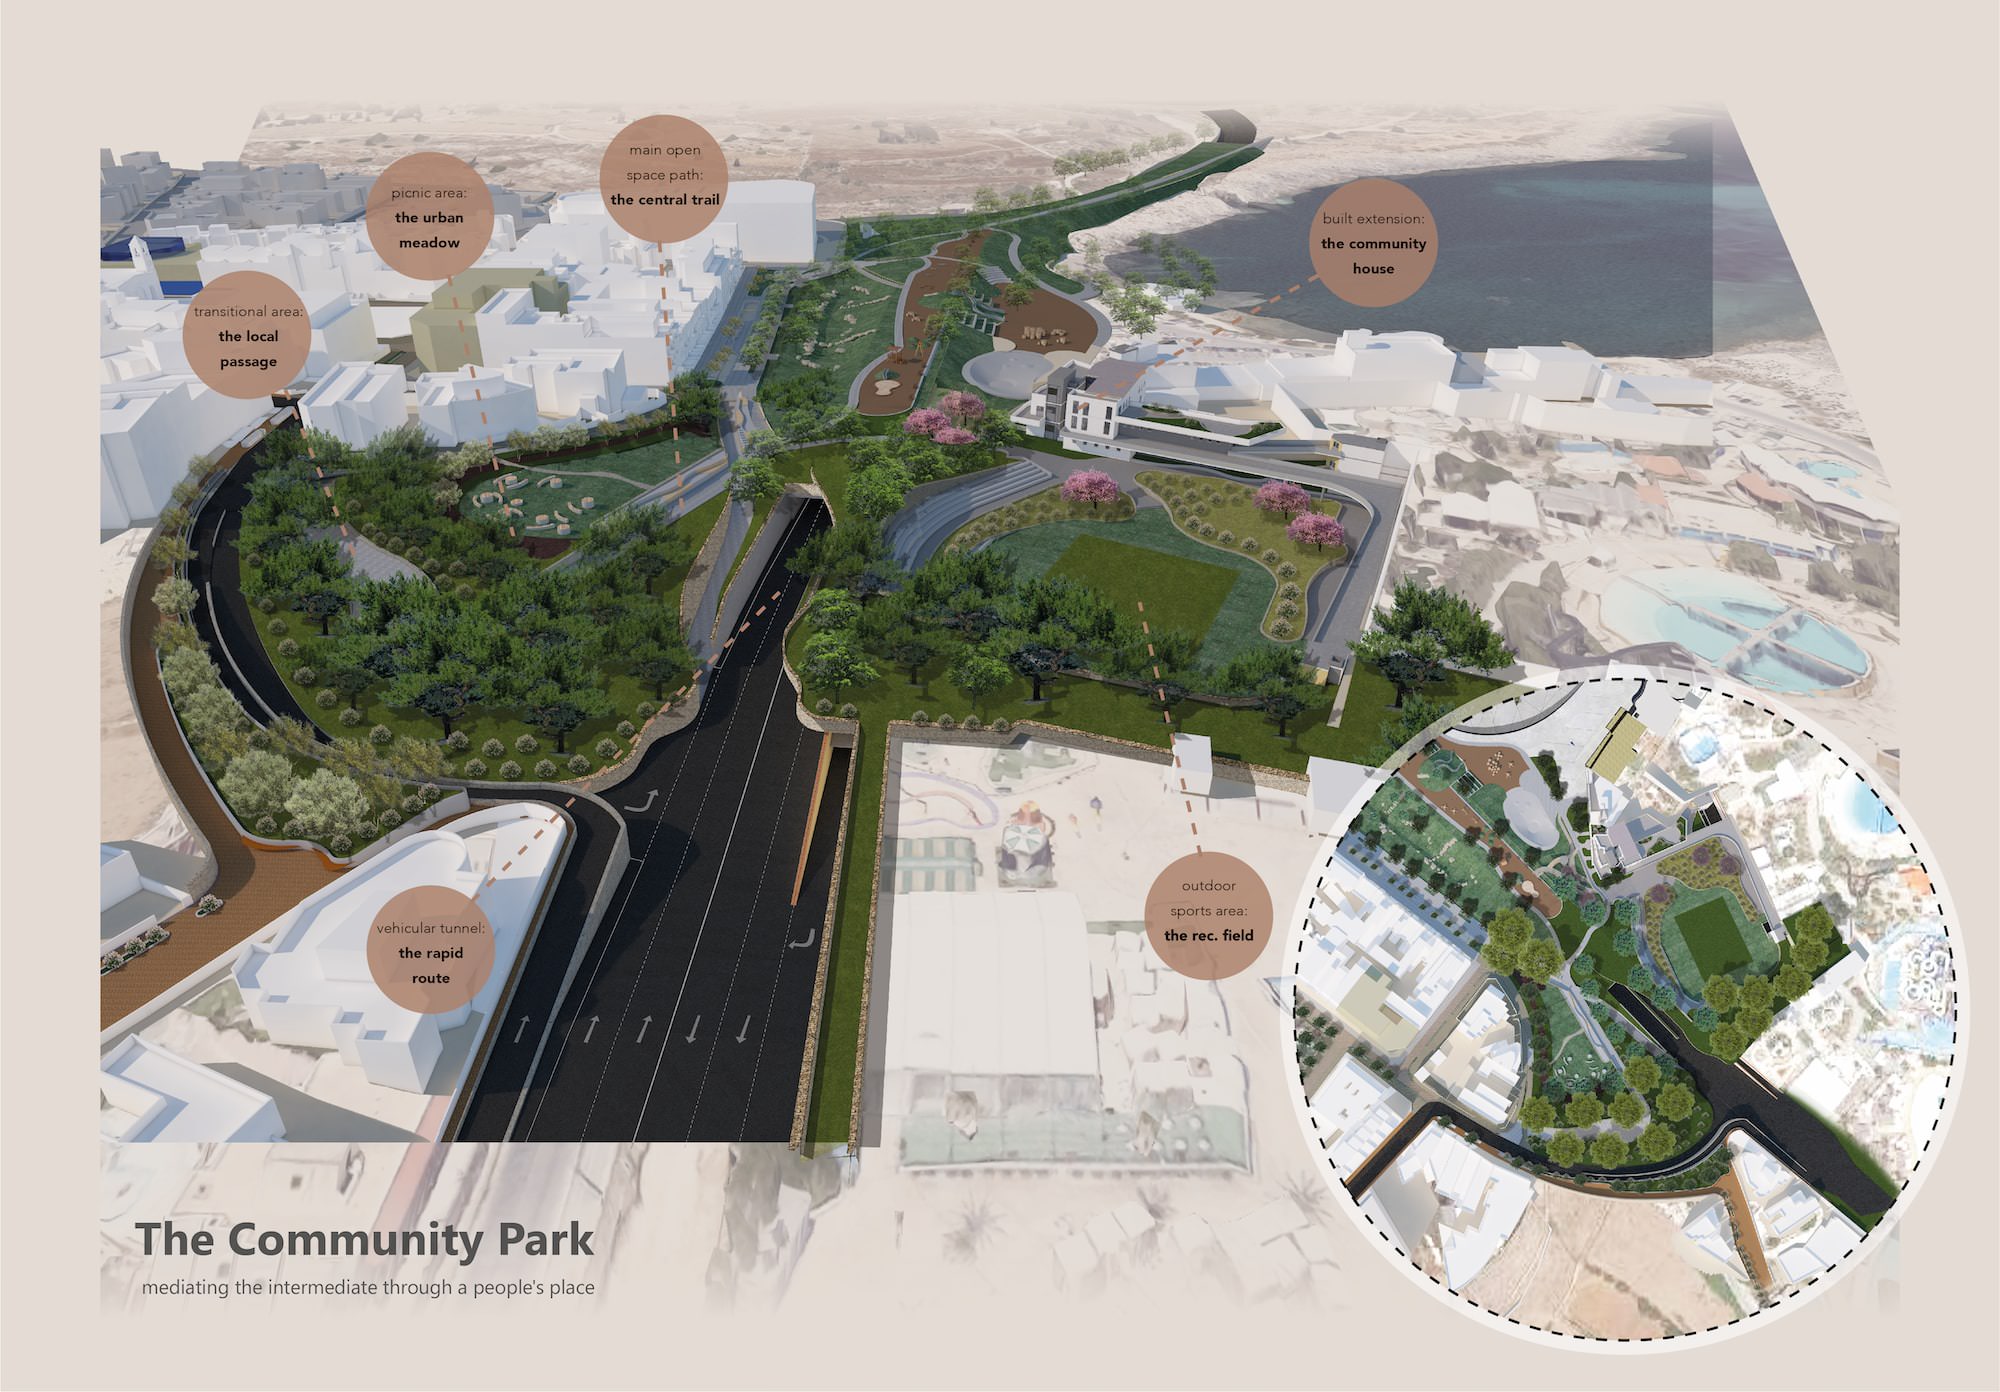 main open
space path:
the central trail
picnic area:
the urban
meadow
built extension:
the community
house
transitional area:
the local
passage
outdoor
sports area:
the rec. field
vehicular tunnel:
the rapid
route
The Community Park
mediating the intermediate through a people's place